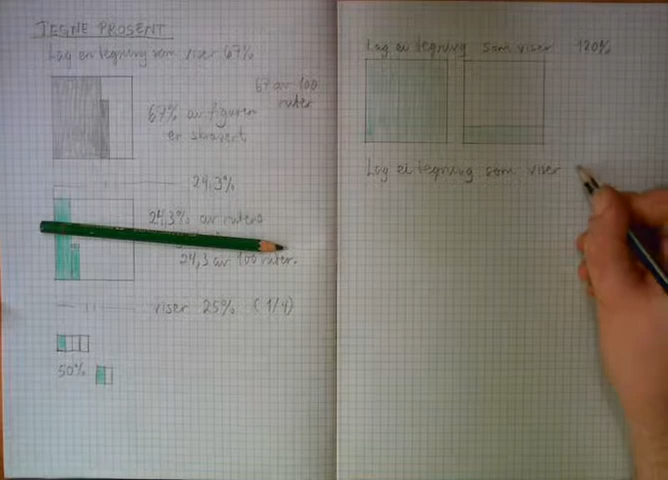 TEGNE PROSENT
Lag en tegning som viser 67%
67 av 100
ruter
67% av figuren
er skravert
24,3%
24,3% av rutene
24,3 av 100 ruter.
viser 25% (1/4)
50%
Lag ei tegning som viser 120%
Lag ei tegning som viser